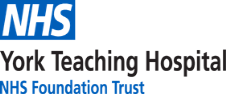 NHS
York Teaching Hospital
NHS Foundation Trust